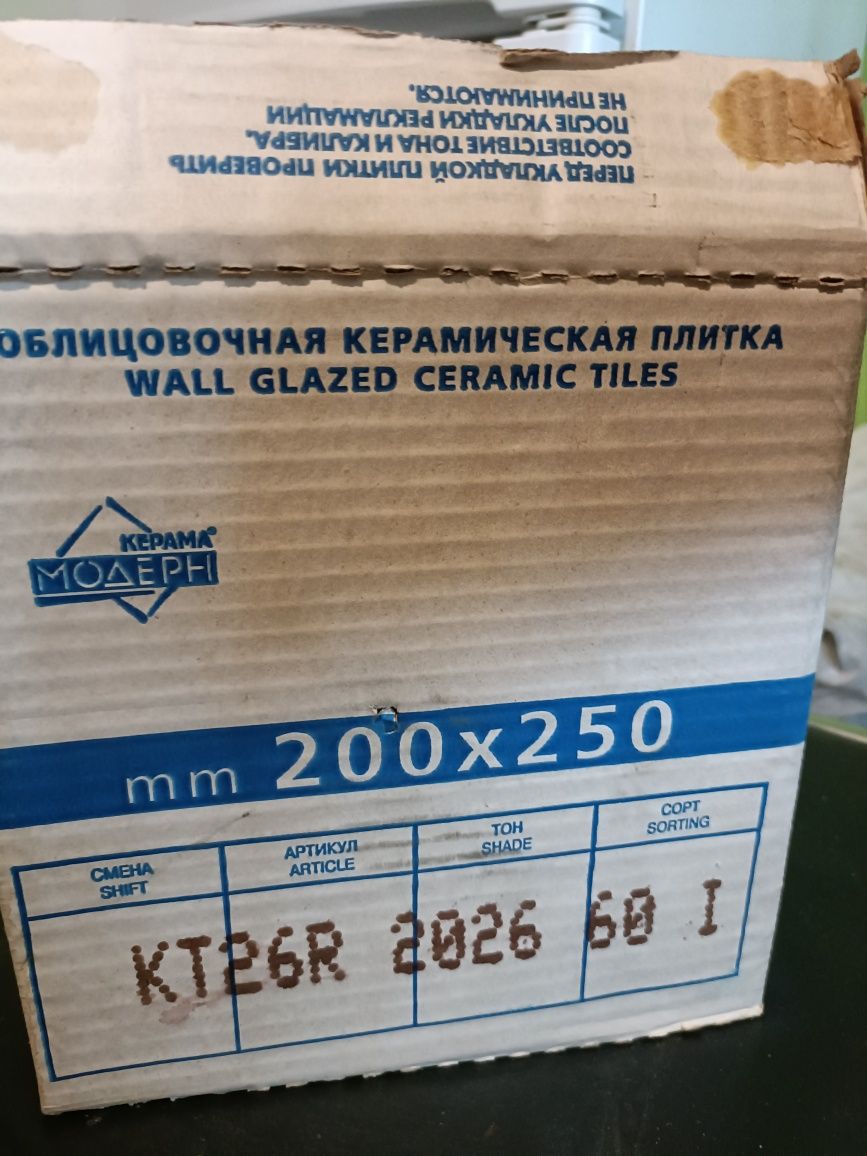 ПЕРЕД УКЛАДКОЙ ПЛИТКИ ПРОВЕРИТЬ
СООТВЕТСТВИЕ ТОНА И КАЛИБРА.
ПОСЛЕ УКЛАДКИ РЕКЛАМАЦИИ
НЕ ПРИНИМАЮТСЯ.
ОБЛИЦОВОЧНАЯ КЕРАМИЧЕСКАЯ ПЛИТКА
WALL GLAZED CERAMIC TILES
КЕРАМА®
МОДЕРН
mm 200x250
СМЕНА
SHIFT
АРТИКУЛ
ARTICLE
ТОН
SHADE
СОРТ
SORTING
KT26R 2026 60 I